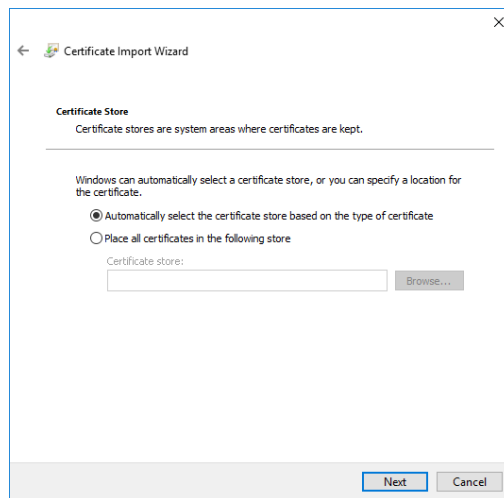 Certificate Import Wizard
Certificate Store
Certificate stores are system areas where certificates are kept.
Windows can automatically select a certificate store, or you can specify a location for
the certificate.
Automatically select the certificate store based on the type of certificate
Place all certificates in the following store
Certificate store:
Browse...
Next Cancel